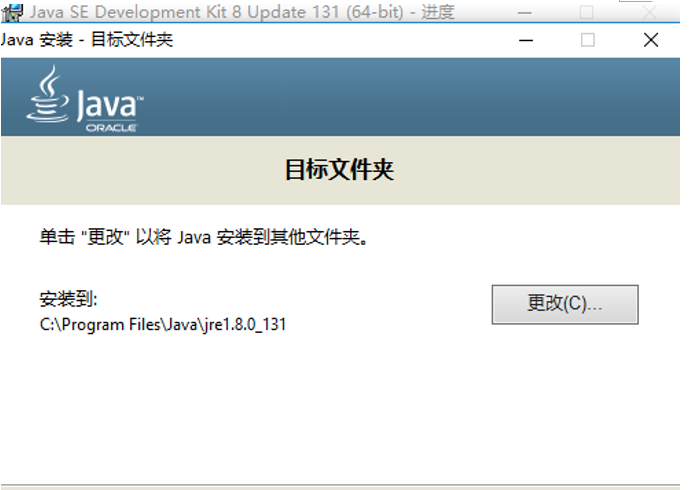 Java SE Development Kit 8 Update 131 (64-bit) - 进度
Java 安装 - 目标文件夹
Java™
ORACLE
目标文件夹
单击 "更改" 以将 Java 安装到其他文件夹。
安装到:
更改(C)...
C:\Program Files\Java\jre1.8.0_131